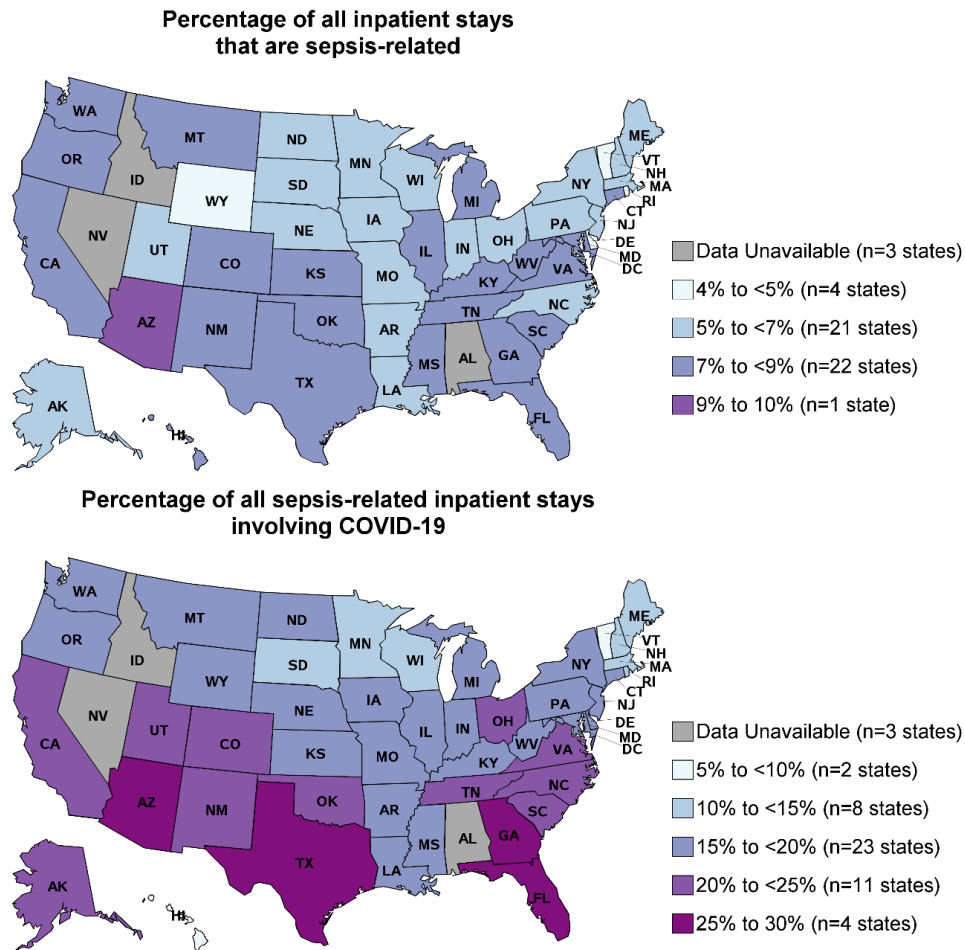 Percentage of all inpatient stays
that are sepsis-related
WA
MT
ND
MN
ME
OR
ID
SD
WI
VT
NH
NY
MA
WY
MI
RI
IA
PA
CT
NE
NJ
NV
UT
IL
IN
OH
DE
CA
CO
MD
KS
MO
WV
VA
DC
KY
NC
TN
AZ
NM
OK
AR
SC
MS
AL
GA
TX
LA
FL
AK
HI
Data Unavailable (n=3 states)
4% to <5% (n=4 states)
5% to <7% (n=21 states)
7% to <9% (n=22 states)
9% to 10% (n=1 state)
Percentage of all sepsis-related inpatient stays
involving COVID-19
WA
MT
ND
MN
ME
OR
ID
SD
WI
VT
NH
NY
MA
WY
MI
RI
IA
PA
CT
NE
NJ
NV
UT
IL
IN
OH
DE
CA
CO
MD
KS
MO
WV
VA
DC
KY
NC
TN
AZ
NM
OK
AR
SC
MS
AL
GA
TX
LA
FL
AK
HI
Data Unavailable (n=3 states)
5% to <10% (n=2 states)
10% to <15% (n=8 states)
15% to <20% (n=23 states)
20% to <25% (n=11 states)
25% to 30% (n=4 states)